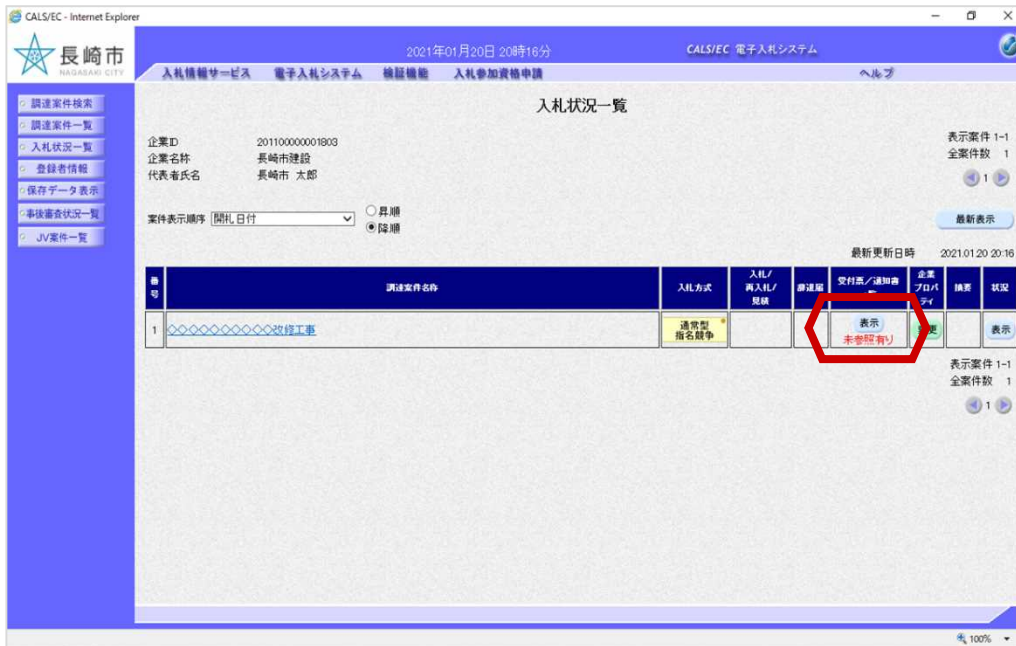 CALS/EC - Internet Explorer
長崎市
NAGASAKI CITY
2021年01月20日 20時16分
CALS/EC 電子入札システム
入札情報サービス 電子入札システム 検証機能 入札参加資格申請 ヘルプ
調達案件検索
調達案件一覧
入札状況一覧
登録者情報
保存データ表示
事後審査状況一覧
JV案件一覧
入札状況一覧
企業ID 201100000001803
企業名称 長崎市建設
代表者氏名 長崎市 太郎
表示案件 1-1
全案件数 1
1
案件表示順序 開札日付
昇順
降順
最新表示
最新更新日時 2021.01.20 20:16
番号 調達案件名称 入札方式 入札/再入札/見積 辞退届 受付票/通知書 企業プロパティ 摘要 状況
1 ◇◇◇◇◇◇◇◇◇◇改修工事 通常型指名競争 表示 未参照有り 更 表示
表示案件 1-1
全案件数 1
1
100%